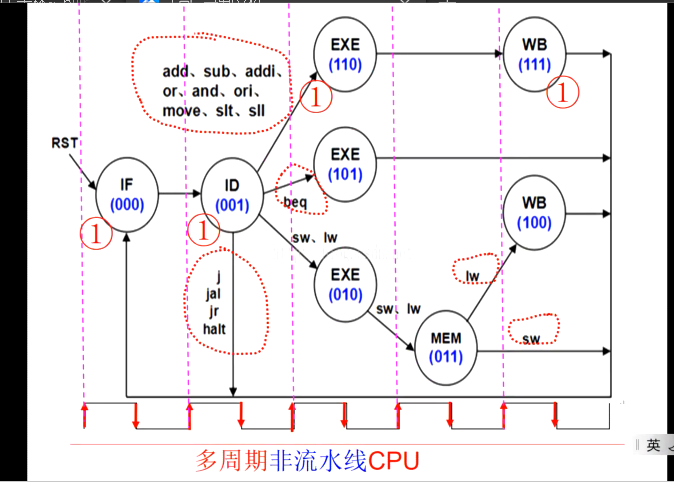 EXE
(110)
WB
(111)
add、sub、addi、
or、and、ori、
move、slt、sll
①
①
RST
EXE
(101)
IF
(000)
ID
(001)
beq
WB
(100)
①
①
sw、lw
EXE
(010)
lw
j
jal
jr
halt
sw、lw
MEM
(011)
sw
英
多周期非流水线CPU